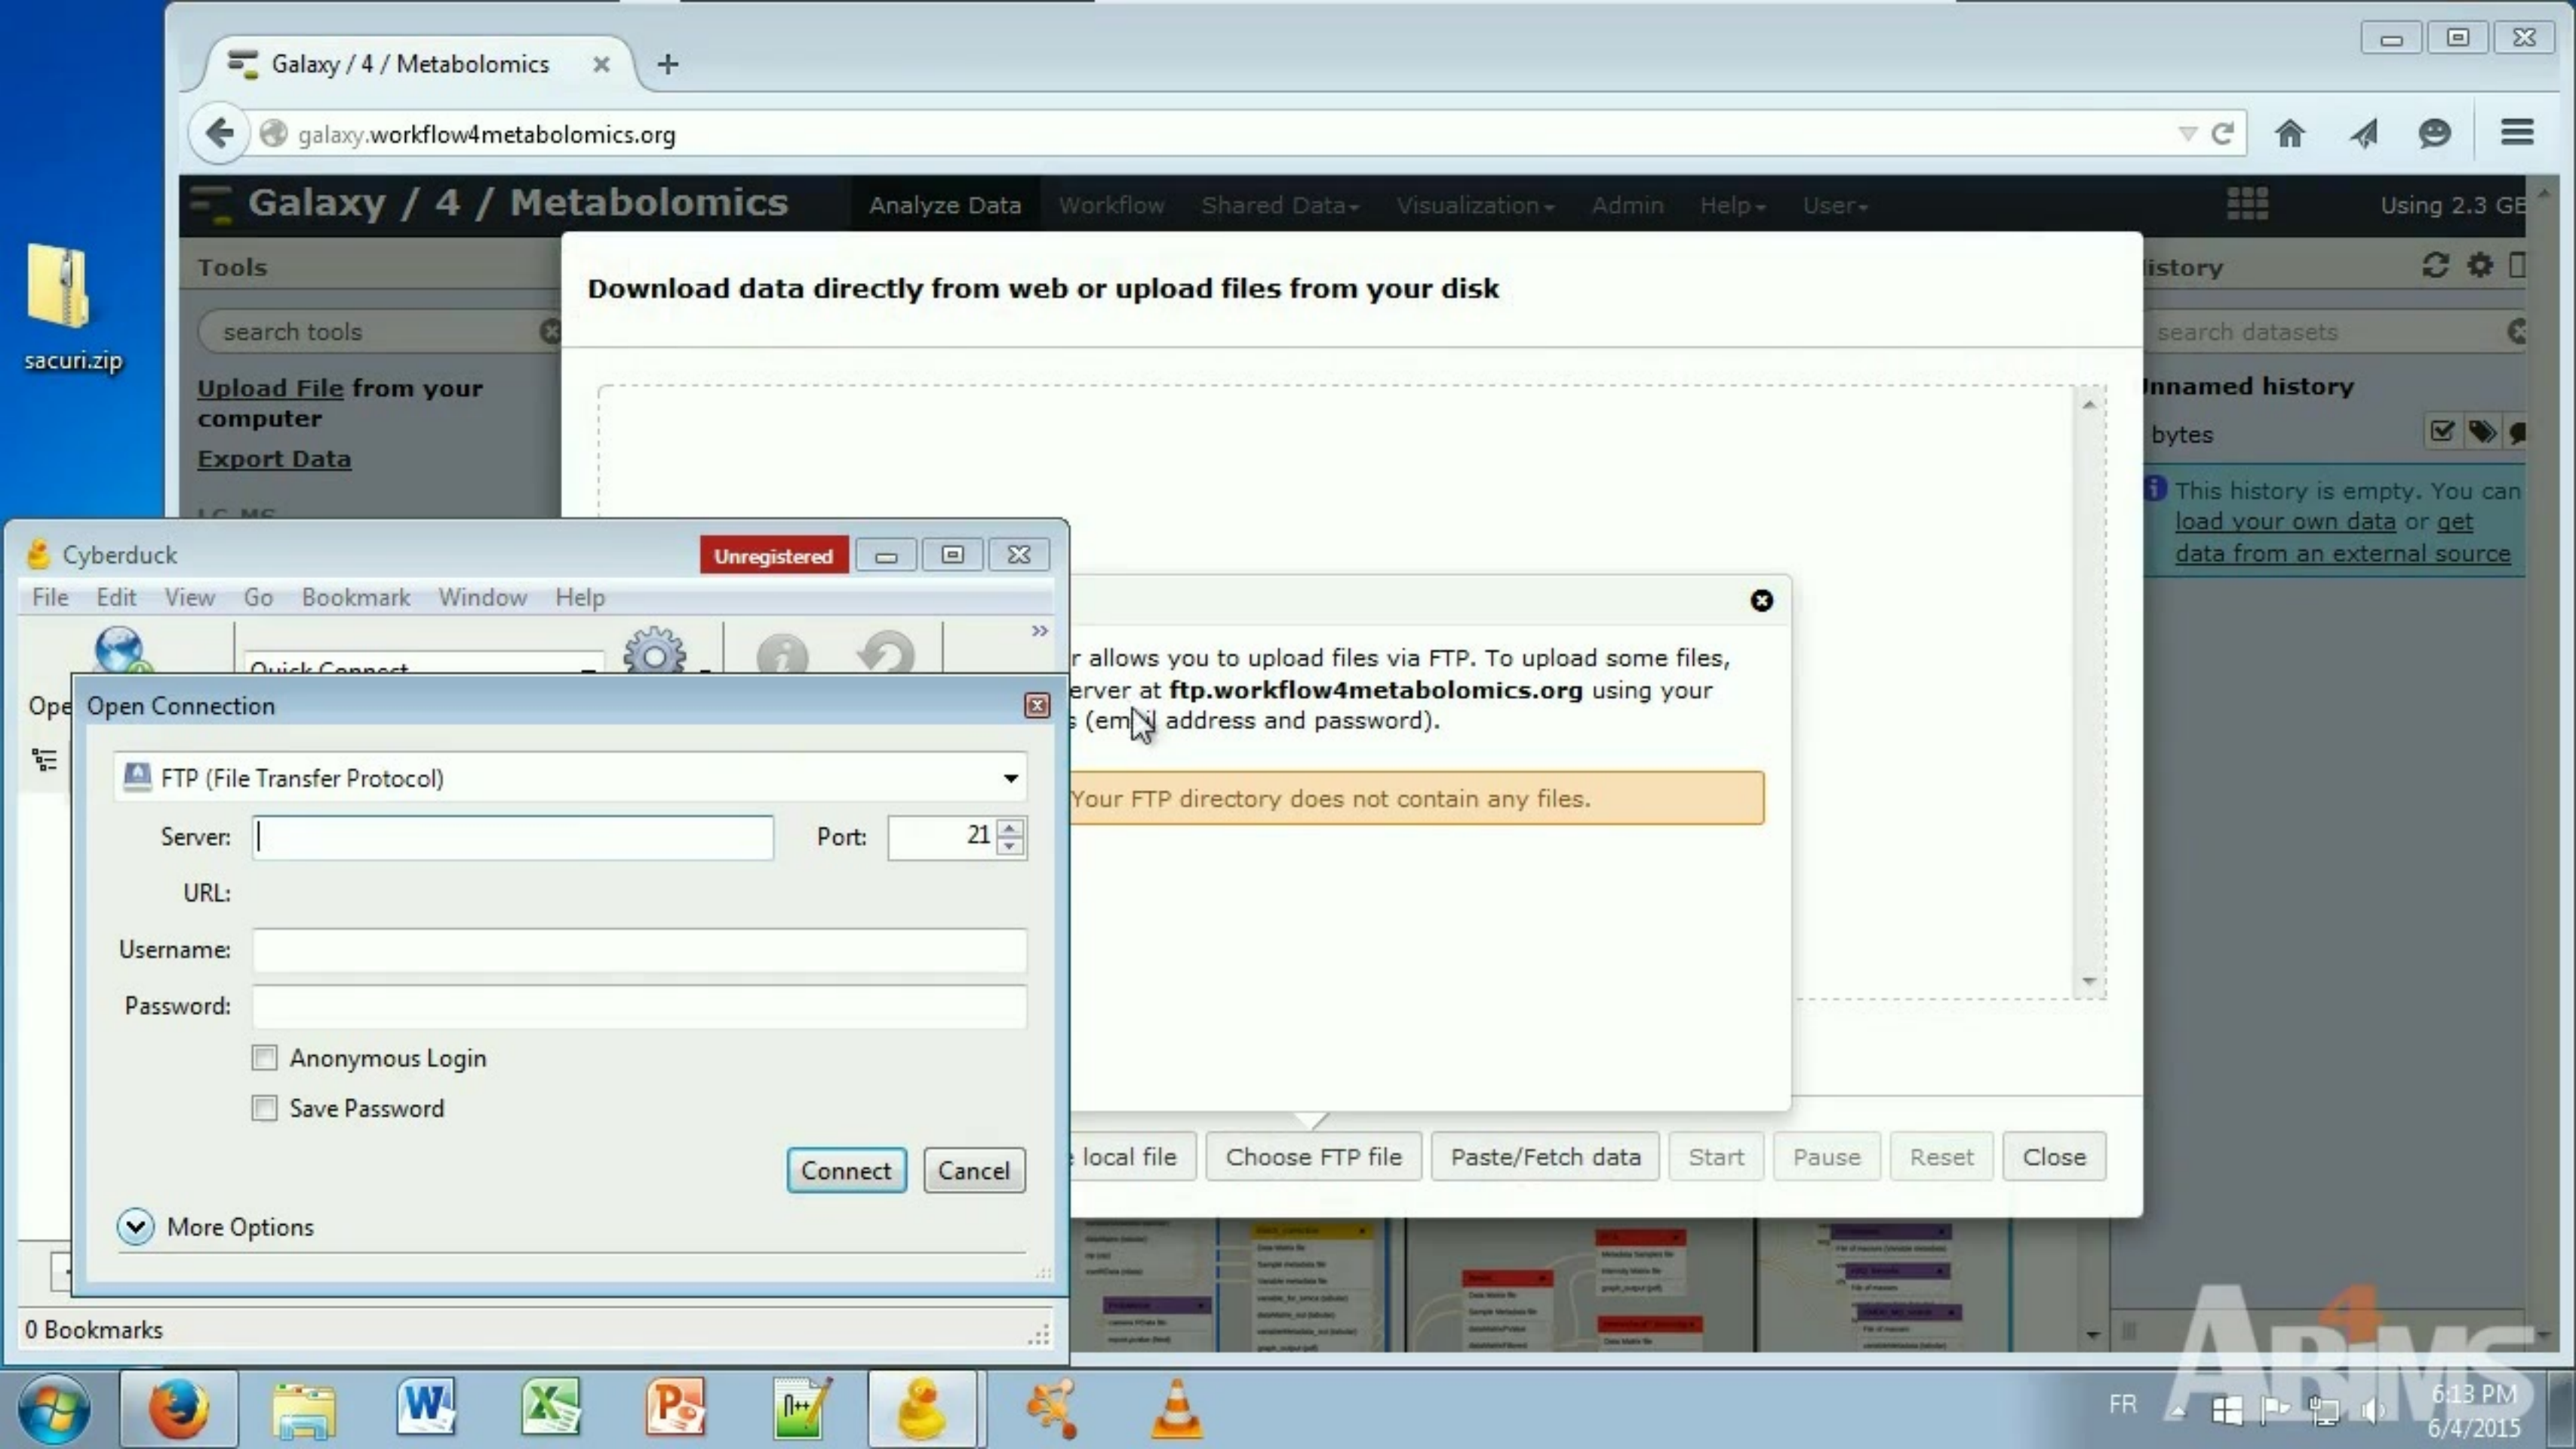 Galaxy / 4 / Metabolomics
galaxy.workflow4metabolomics.org
Galaxy / 4 / Metabolomics
Analyze Data Workflow Shared Data Visualization Admin Help User
Using 2.3 GB
Tools
search tools
Upload File from your
computer
Export Data
LC-MS
sacuri.zip
Download data directly from web or upload files from your disk
istory
search datasets
Unnamed history
bytes
This history is empty. You can
load your own data or get
data from an external source
Cyberduck
Unregistered
File Edit View Go Bookmark Window Help
Quick Connect
Ope
Open Connection
FTP (File Transfer Protocol)
Server:
Port: 21
URL:
Username:
Password:
Anonymous Login
Save Password
Connect Cancel
More Options
0 Bookmarks
r allows you to upload files via FTP. To upload some files,
erver at ftp.workflow4metabolomics.org using your
s (email address and password).
Your FTP directory does not contain any files.
local file Choose FTP file Paste/Fetch data Start Pause Reset Close
ABiMS
4
FR
6:13 PM
6/4/2015